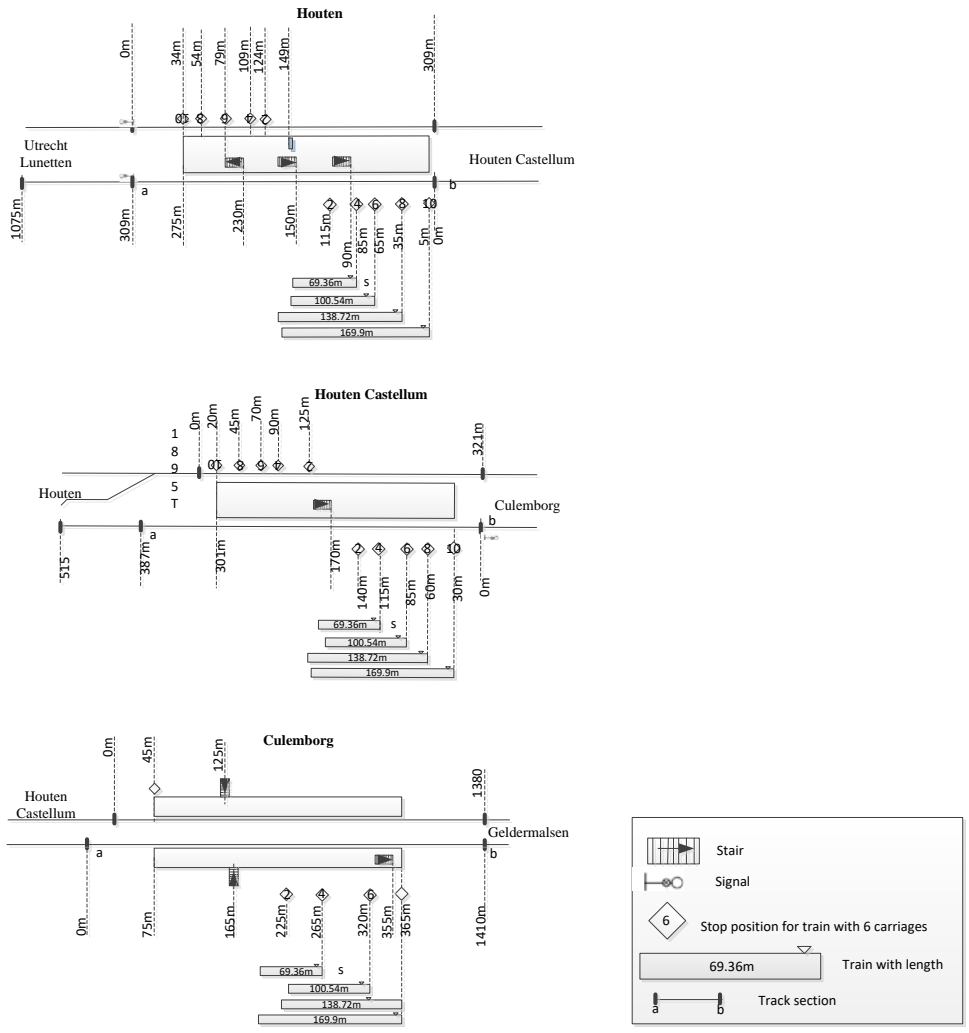 Houten
0m
34m
54m
79m
109m
124m
149m
309m
10
8
6
4
2
Utrecht
Lunetten
Houten Castellum
a
b
1075m
309m
275m
230m
150m
115m
90m
85m
65m
35m
5m
0m
2
4
6
8
10
69.36m
s
100.54m
138.72m
169.9m
Houten Castellum
1
8
9
5
T
0m
20m
45m
70m
90m
125m
321m
10
8
6
4
2
Houten
Culemborg
a
b
515
387m
301m
170m
140m
115m
85m
60m
30m
0m
2
4
6
8
10
69.36m
s
100.54m
138.72m
169.9m
Culemborg
0m
45m
125m
1380
Houten
Castellum
Geldermalsen
a
b
2
4
6
0m
75m
165m
225m
265m
320m
355m
365m
1410m
69.36m
s
100.54m
138.72m
169.9m
Stair
Signal
6
Stop position for train with 6 carriages
69.36m
Train with length
a
b
Track section